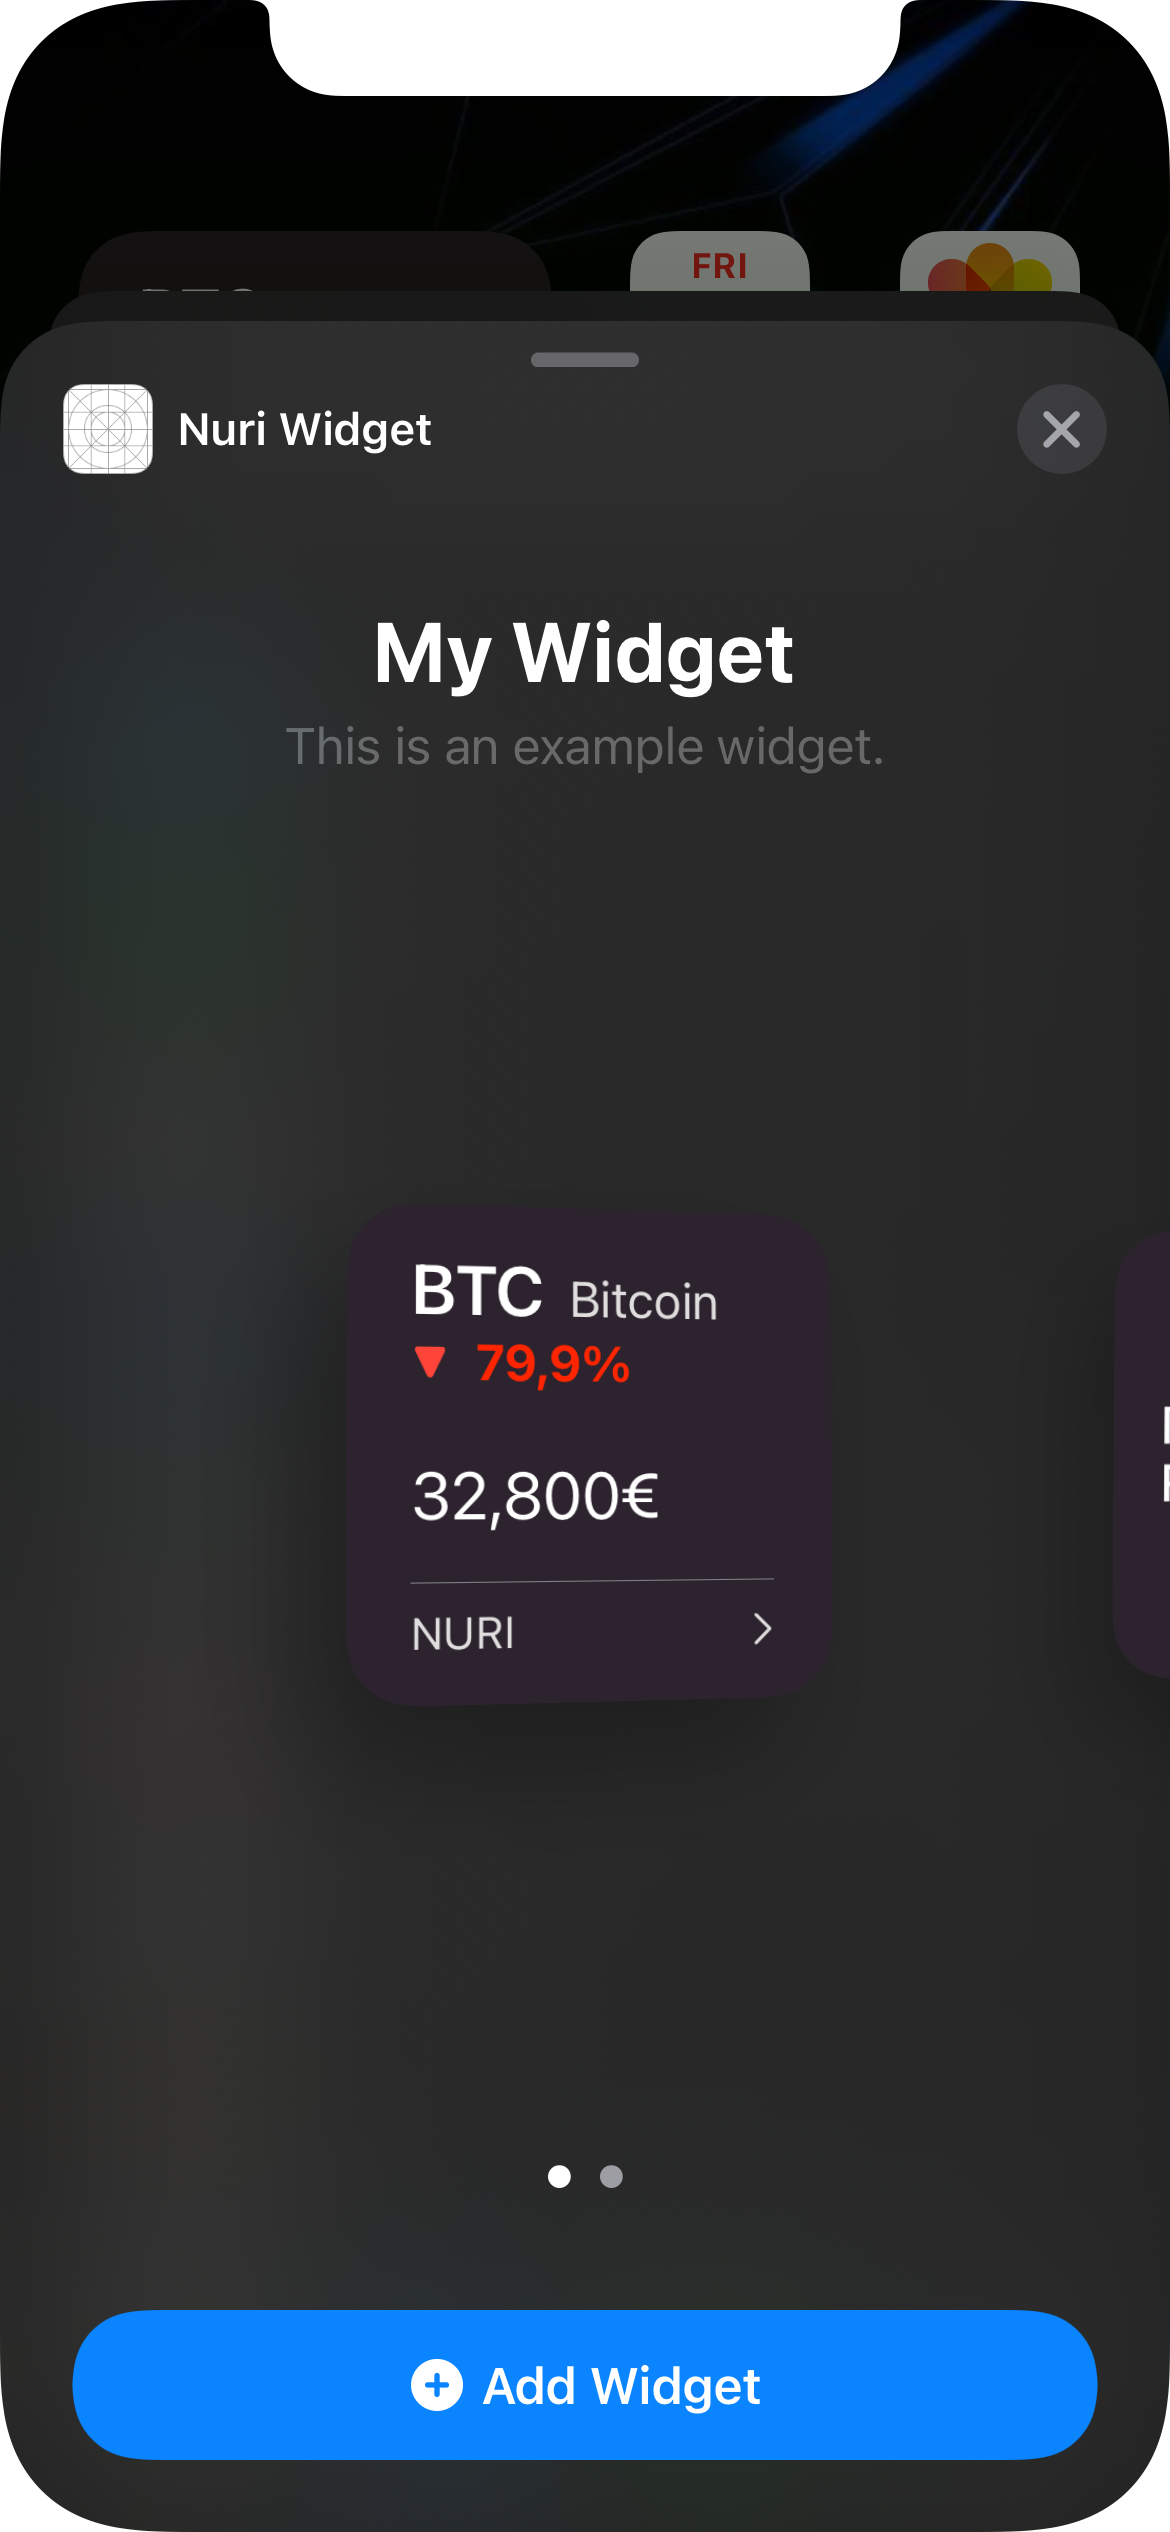 FRI
Nuri Widget
My Widget
This is an example widget.
BTC Bitcoin
▼ 79,9%
32,800€
NURI
Add Widget